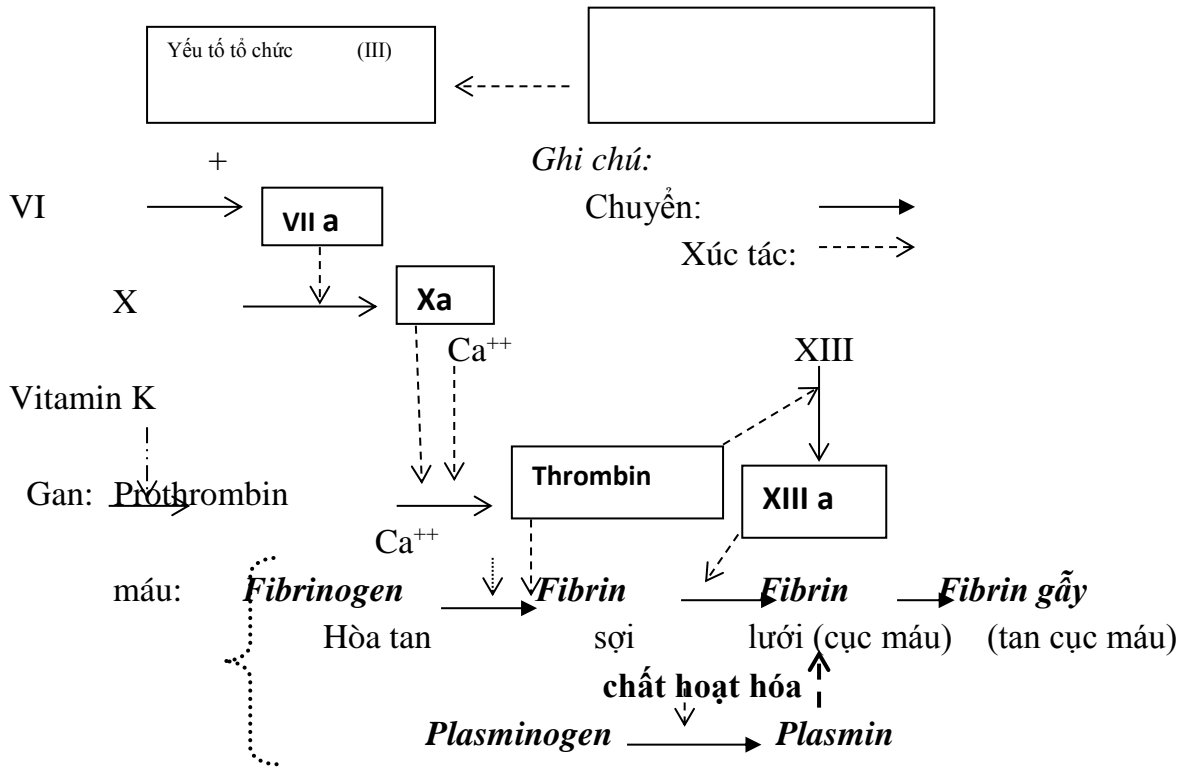 Yếu tố tổ chức (III)
+ Ghi chú:
VI VII a Chuyển:
Xúc tác:
X Xa
Ca⁺⁺ XIII
Vitamin K
Gan: Prothrombin Thrombin XIII a
Ca⁺⁺
máu: Fibrinogen Fibrin Fibrin Fibrin gẫy
Hòa tan sợi lưới (cục máu) (tan cục máu)
chất hoạt hóa
Plasminogen Plasmin